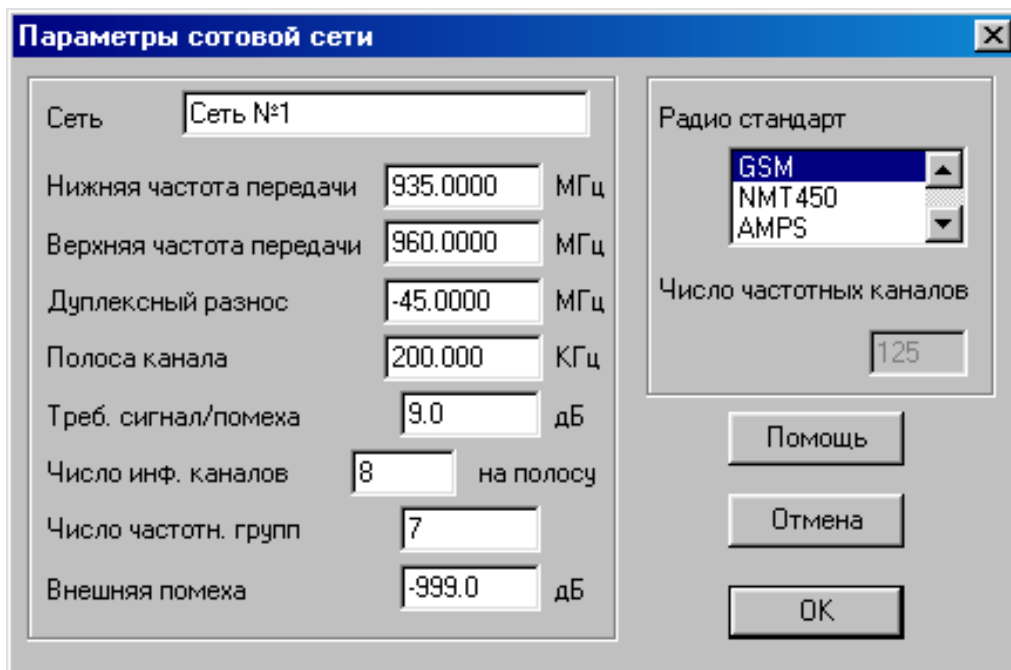 Параметры сотовой сети
Сеть Сеть №1
Нижняя частота передачи 935.0000 МГц
Верхняя частота передачи 960.0000 МГц
Дуплексный разнос -45.0000 МГц
Полоса канала 200.000 КГц
Треб. сигнал/помеха 9.0 дБ
Число инф. каналов 8 на полосу
Число частотн. групп 7
Внешняя помеха -999.0 дБ
Радио стандарт
GSM
NMT450
AMPS
Число частотных каналов
125
Помощь
Отмена
OK